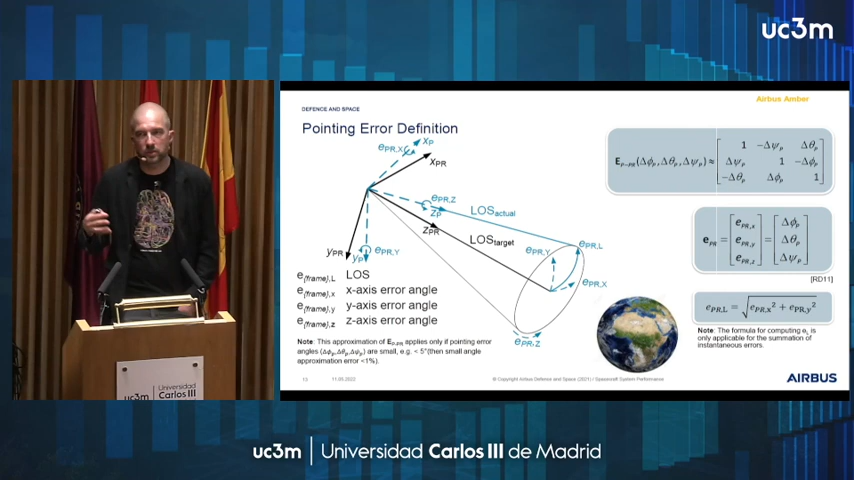 uc3m
Airbus Amber
DEFENCE AND SPACE
Pointing Error Definition
e_PR,X x_P
x_PR
e_PR,Z
z_P
LOS_actual
z_PR
LOS_target
y_PR y_P e_PR,Y
e_PR,Y e_PR,L
e_PR,X
e_PR,Z
e_{frame},L LOS
e_{frame},x x-axis error angle
e_{frame},y y-axis error angle
e_{frame},z z-axis error angle
Note: This approximation of E_P-PR applies only if pointing error
angles (Δϕ_P,Δθ_P,Δψ_P) are small, e.g. < 5°(then small angle
approximation error <1%).
E_P-PR(Δϕ_P,Δθ_P,Δψ_P) ≈ [1 -Δψ_P Δθ_P
Δψ_P 1 -Δϕ_P
-Δθ_P Δϕ_P 1]
e_PR = [e_PR,x e_PR,y e_PR,z] = [Δϕ_P Δθ_P Δψ_P]
[RD11]
e_PR,L = √(e_PR,x² + e_PR,y²)
Note: The formula for computing e_L is
only applicable for the summation of
instantaneous errors.
13 11.05.2022 © Copyright Airbus Defence and Space (2021) / Spacecraft System Performance
AIRBUS
Universidad
uc3m Carlos III
uc3m | Universidad Carlos III de Madrid